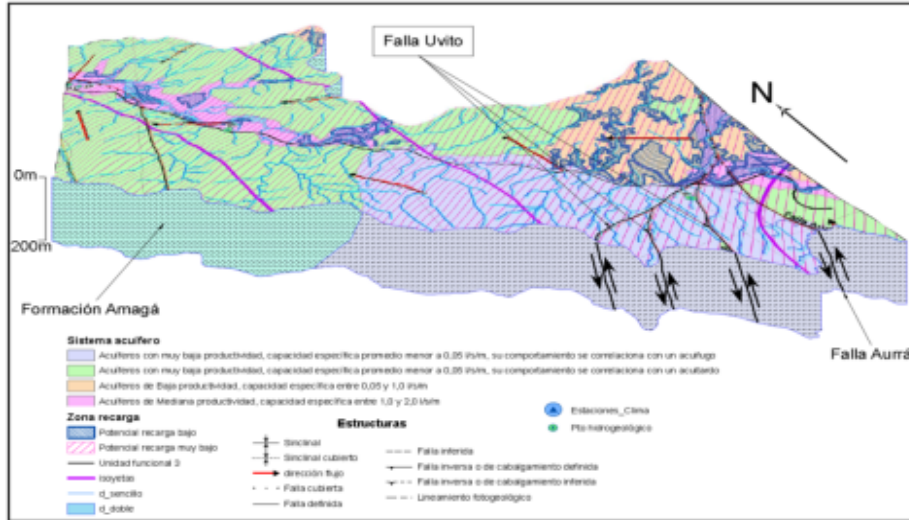 Falla Uvito
N
0m
200m
Formación Amagá
Falla Aurrá
Sistema acuífero
Acuíferos con muy baja productividad, capacidad específica promedio menor a 0,05 l/s/m, su comportamiento se correlaciona con un acuifugo
Acuíferos con muy baja productividad, capacidad específica promedio menor a 0,05 l/s/m, su comportamiento se correlaciona con un acuitardo
Acuíferos de Baja productividad, capacidad específica entre 0,05 y 1,0 l/s/m
Acuíferos de Mediana productividad, capacidad específica entre 1,0 y 2,0 l/s/m
Zona recarga
Potencial recarga bajo
Potencial recarga muy bajo
Unidad funcional 3
Isoyetas
d_sencillo
d_doble
Estructuras
Sinclinal
Sinclinal cubierto
dirección flujo
Falla cubierta
Falla definida
Falla inferida
Falla inversa o de cabalgamiento definida
Falla inversa o de cabalgamiento inferida
Lineamiento fotogeológico
Estaciones_Clima
Pto hidrogeológico